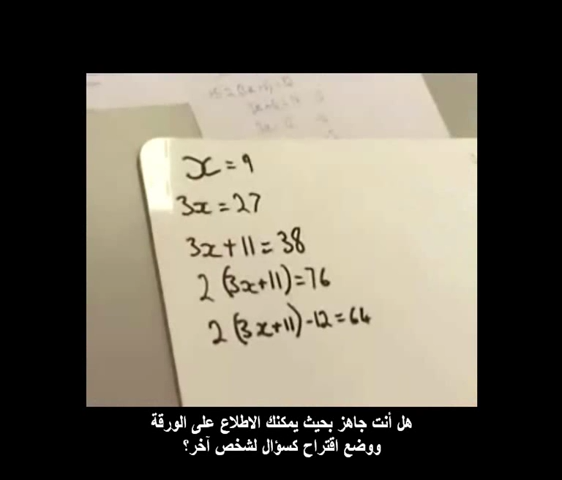 x = 9
3x = 27
3x + 11 = 38
2 (3x+11) = 76
2 (3x+11) - 12 = 64
هل أنت جاهز بحيث يمكنك الاطلاع على الورقة
ووضع اقتراح كسؤال لشخص آخر؟